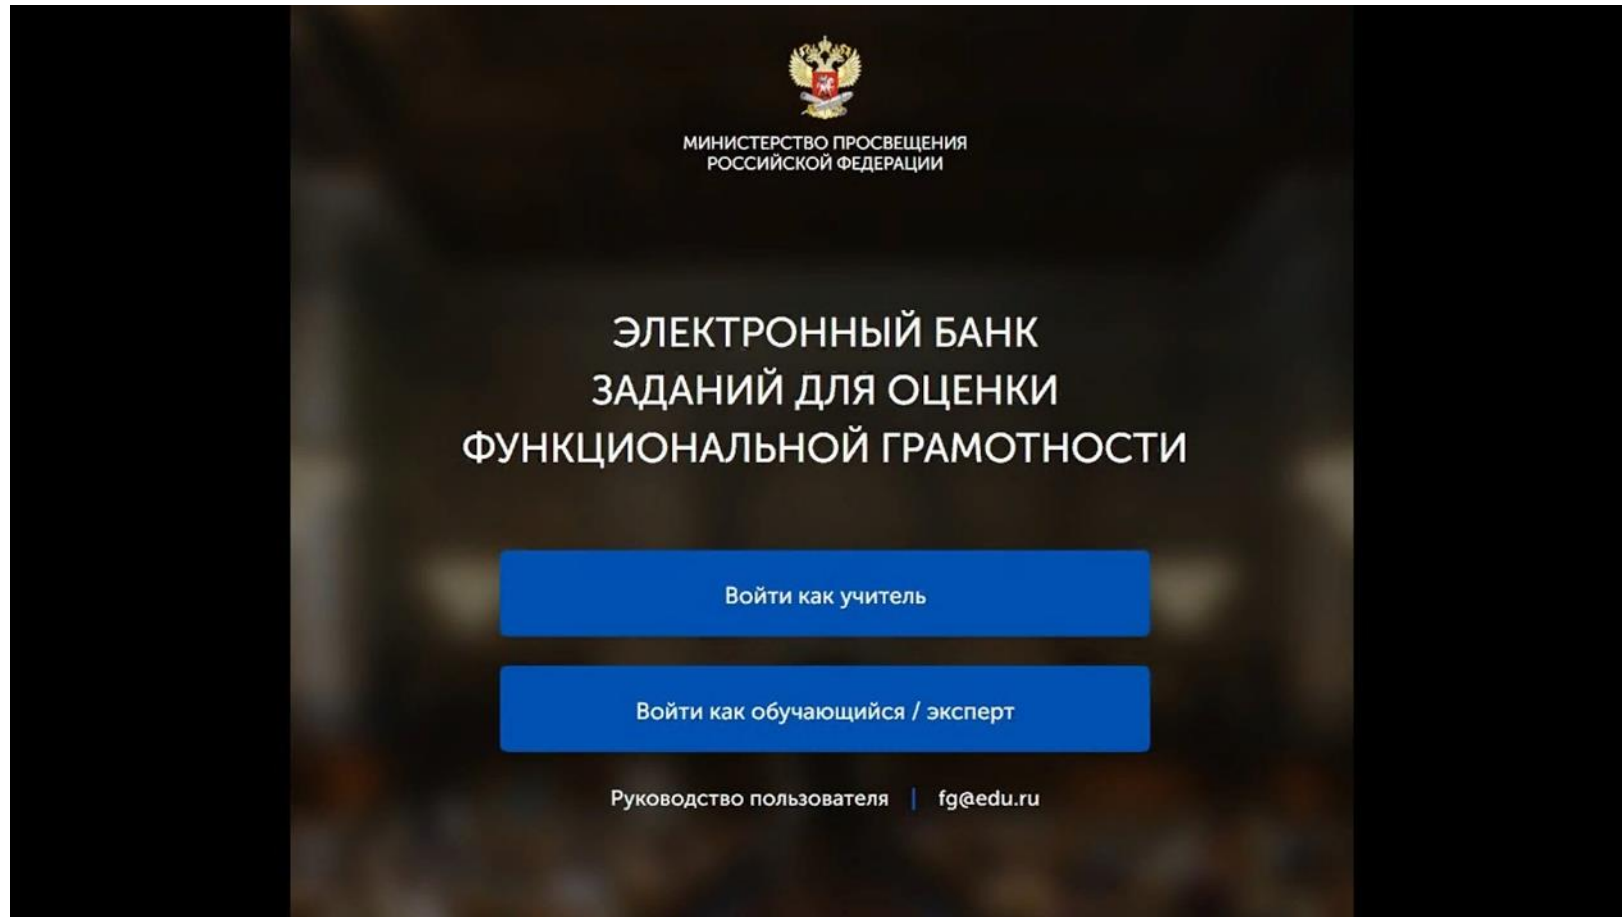 МИНИСТЕРСТВО ПРОСВЕЩЕНИЯ
РОССИЙСКОЙ ФЕДЕРАЦИИ
ЭЛЕКТРОННЫЙ БАНК
ЗАДАНИЙ ДЛЯ ОЦЕНКИ
ФУНКЦИОНАЛЬНОЙ ГРАМОТНОСТИ
Войти как учитель
Войти как обучающийся / эксперт
Руководство пользователя | fg@edu.ru